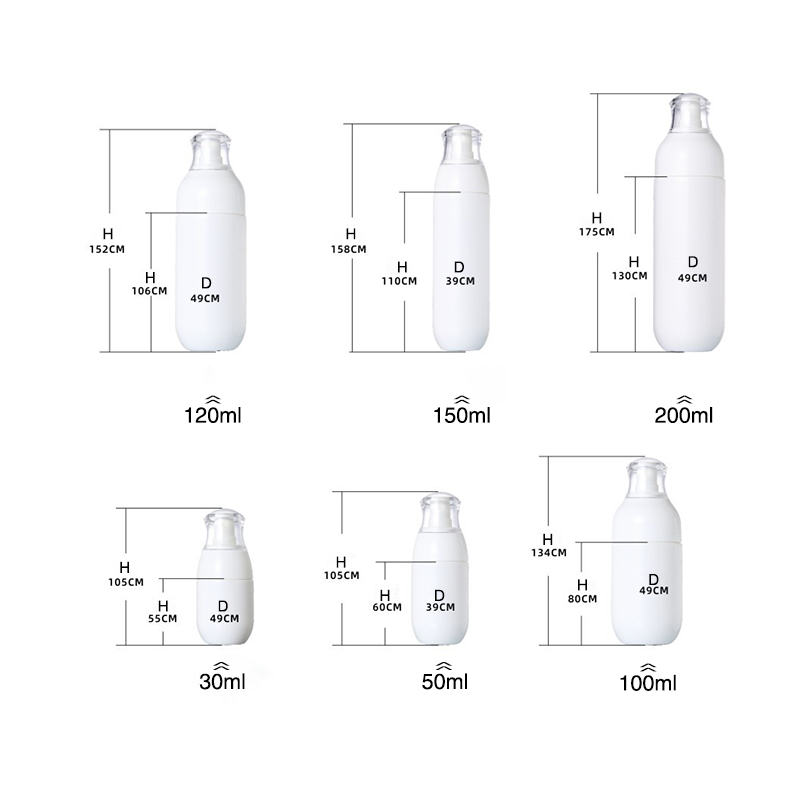 H
152CM
H
106CM
D
49CM
120ml
H
158CM
H
110CM
D
39CM
150ml
H
175CM
H
130CM
D
49CM
200ml
H
105CM
H
55CM
D
49CM
30ml
H
105CM
H
60CM
D
39CM
50ml
H
134CM
H
80CM
D
49CM
100ml